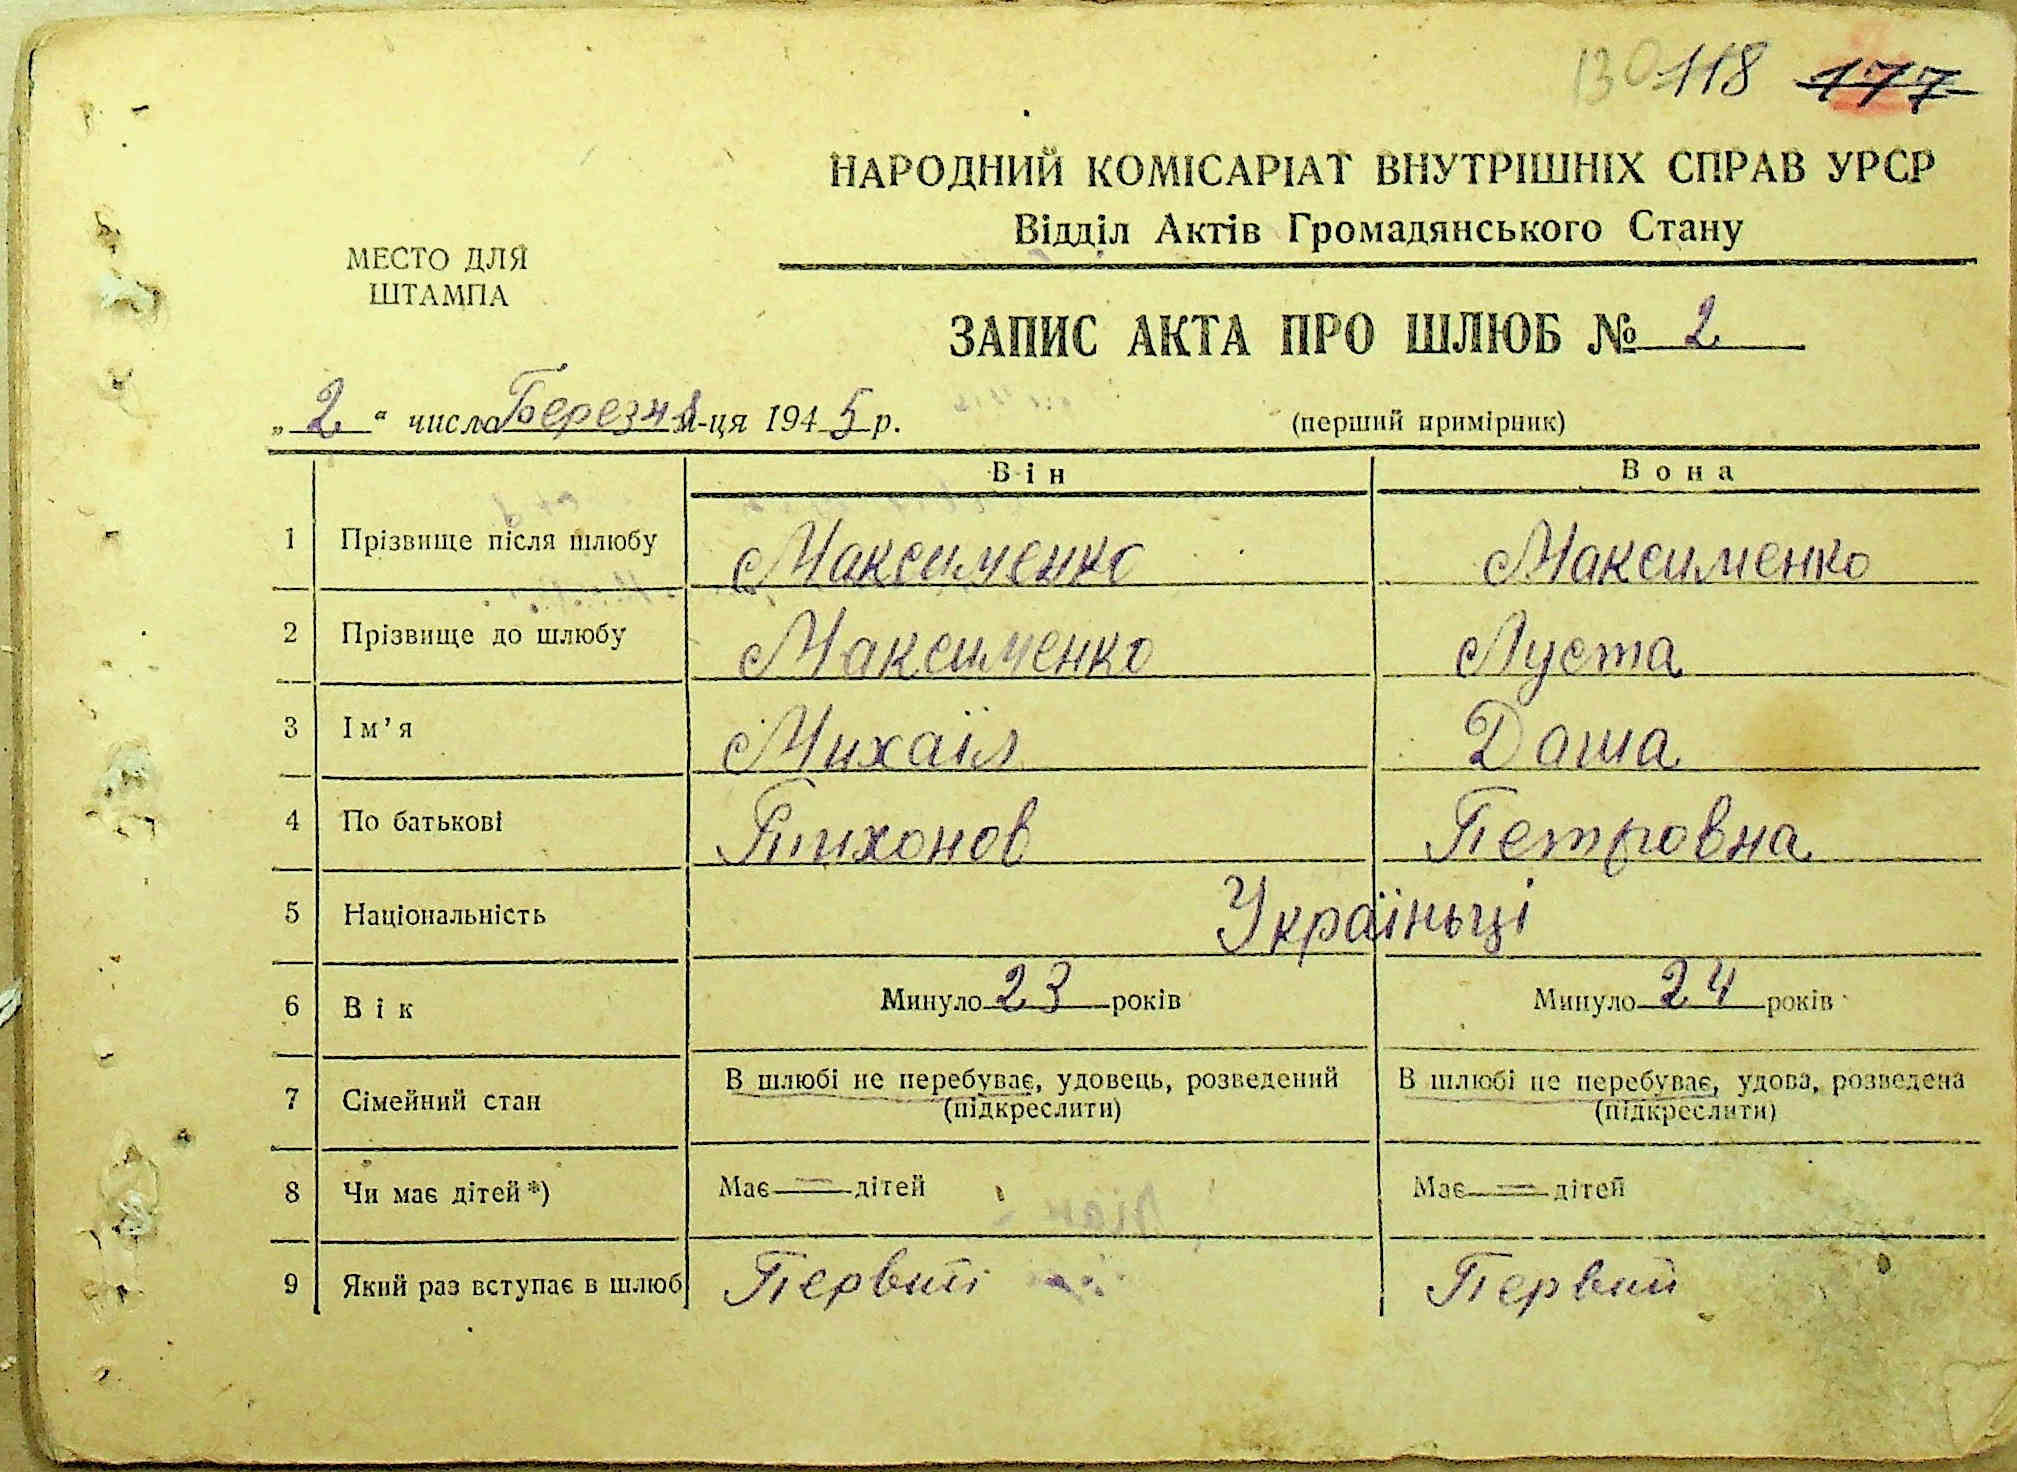 130 118 177
НАРОДНИЙ КОМІСАРІАТ ВНУТРІШНІХ СПРАВ УРСР
Відділ Актів Громадянського Стану
МЕСТО ДЛЯ
ШТАМПА
ЗАПИС АКТА ПРО ШЛЮБ № 2
„2“ числа Березня м-ця 1945 р.
(перший примірник)
Він Вона
1 Прізвище після шлюбу Максименко Максименко
2 Прізвище до шлюбу Максименко Луста
3 Ім’я Михаїл Даша
4 По батькові Тихонов Петровна
5 Національність Україньці
6 Вік Минуло 23 років Минуло 24 років
7 Сімейний стан В шлюбі не перебуває, удовець, розведений В шлюбі не перебуває, удова, розведена
(підкреслити) (підкреслити)
8 Чи має дітей *) Має = дітей Має = дітей
9 Який раз вступає в шлюб Первий Первий